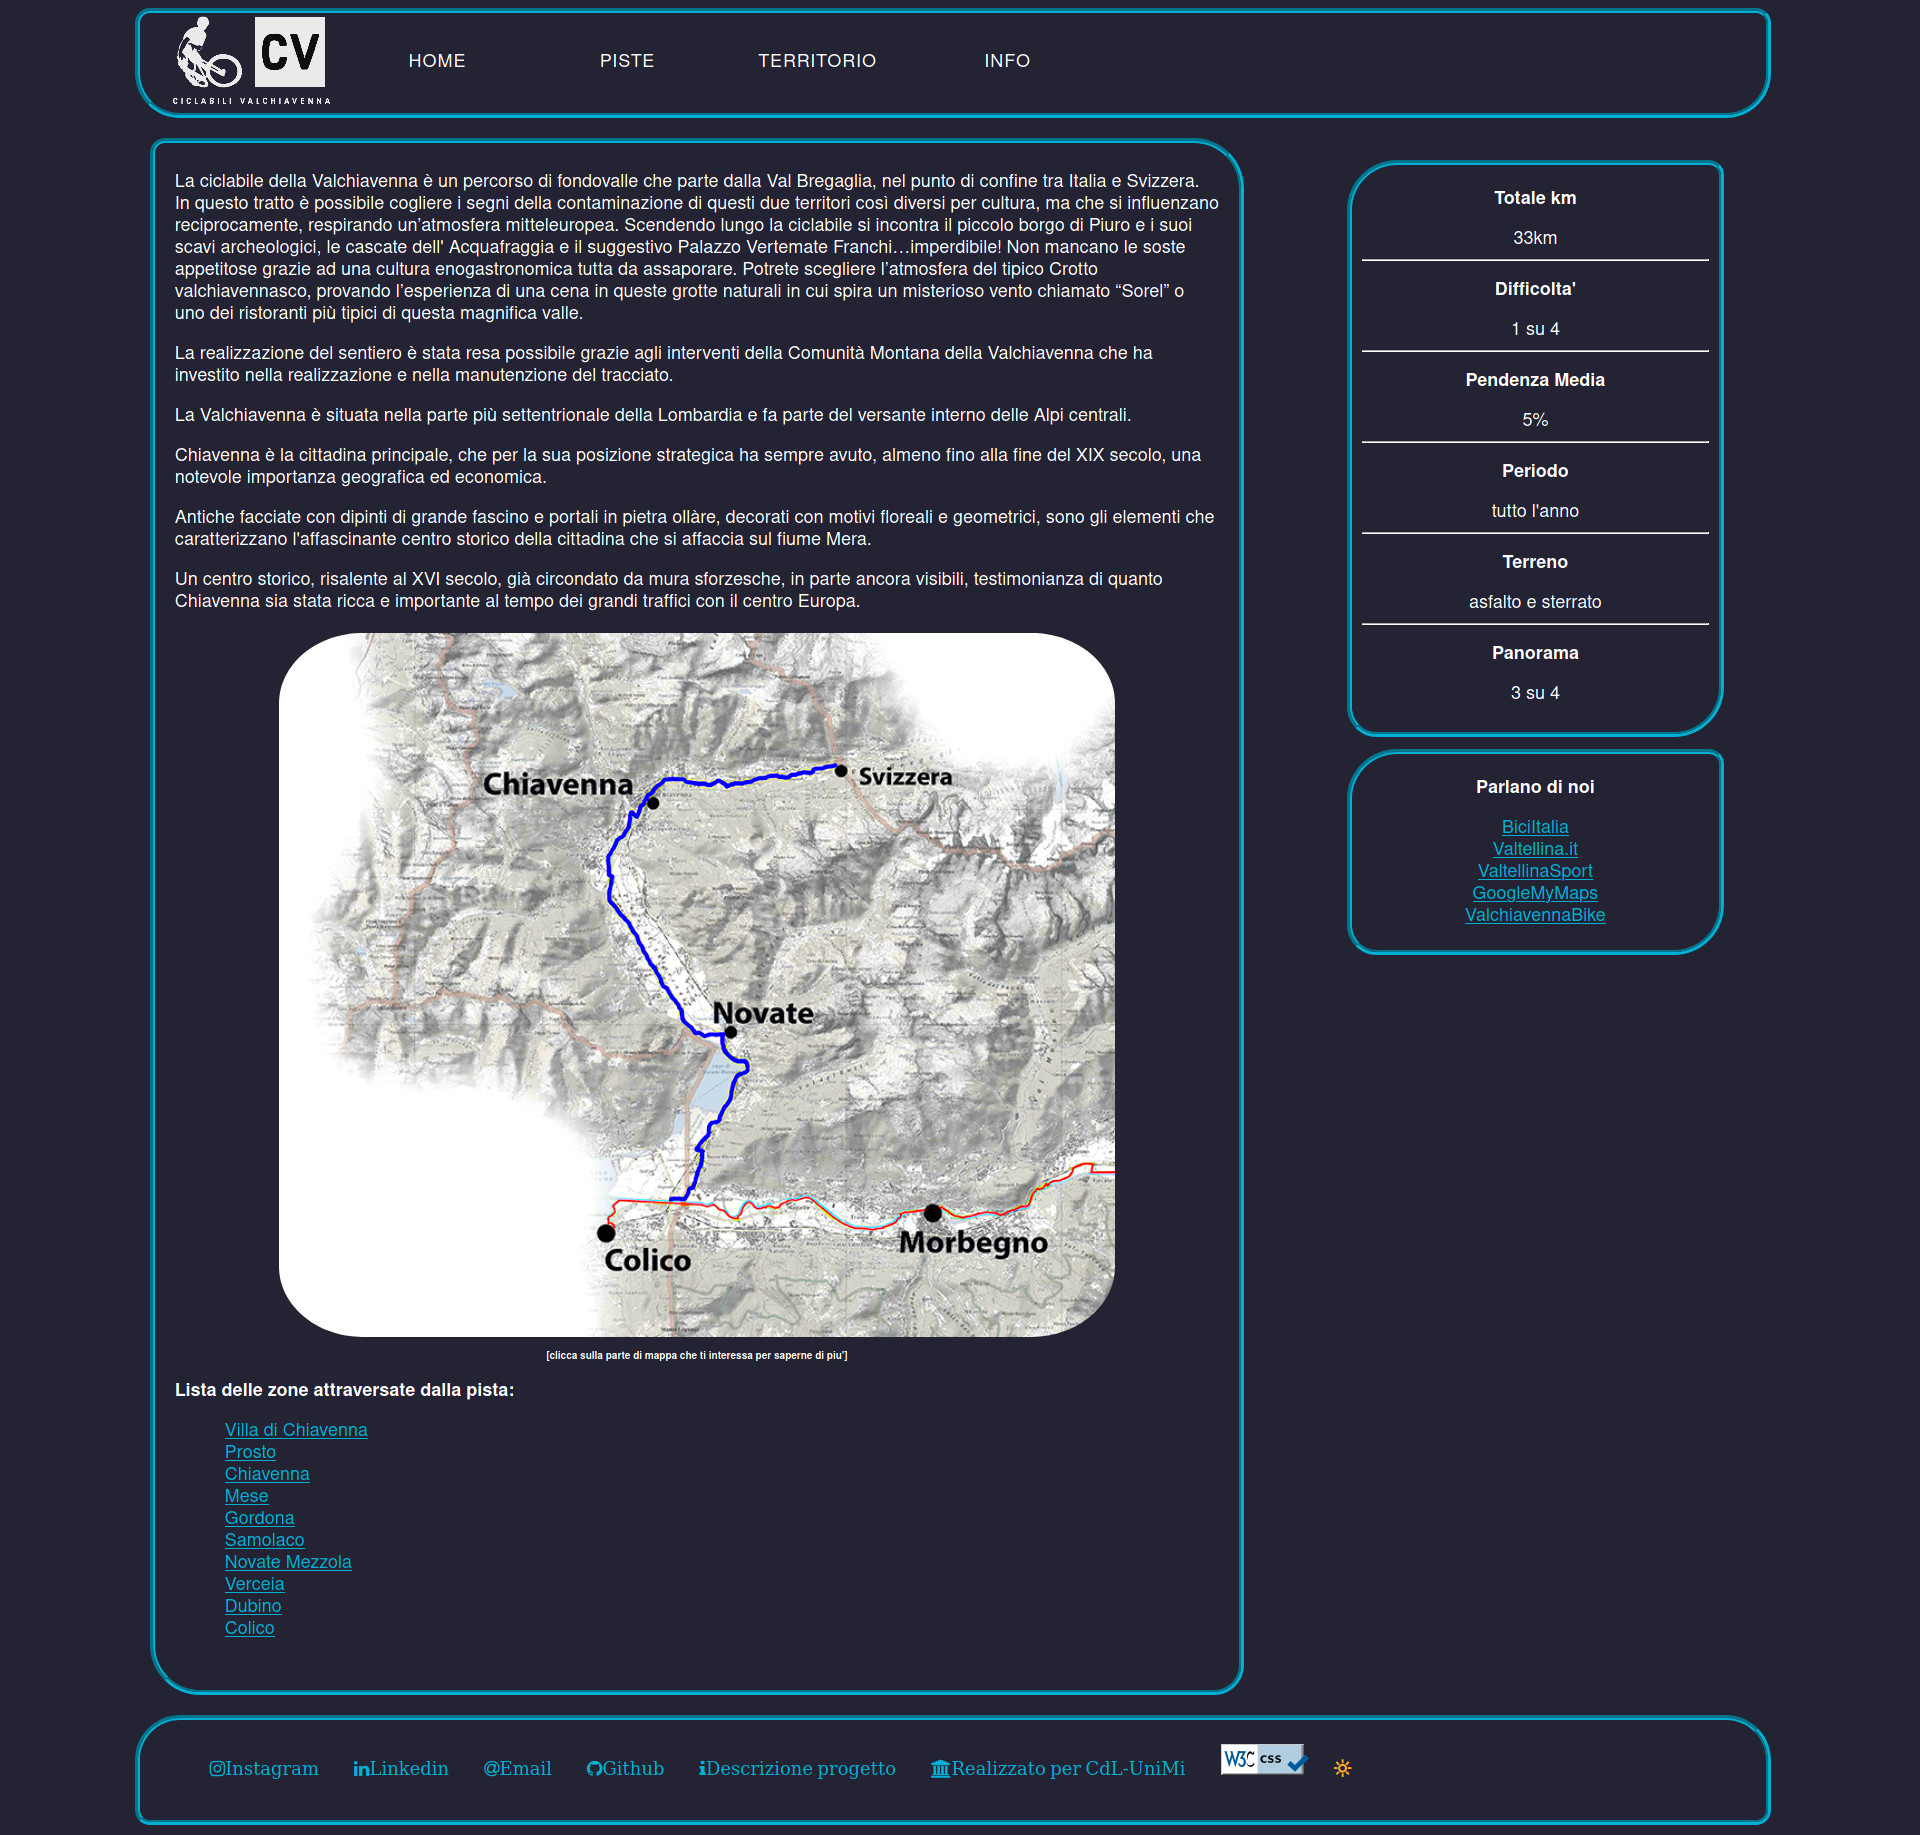 CV
CICLABILI VALCHIAVENNA
HOME PISTE TERRITORIO INFO
La ciclabile della Valchiavenna è un percorso di fondovalle che parte dalla Val Bregaglia, nel punto di confine tra Italia e Svizzera.
In questo tratto è possibile cogliere i segni della contaminazione di questi due territori così diversi per cultura, ma che si influenzano
reciprocamente, respirando un’atmosfera mitteleuropea. Scendendo lungo la ciclabile si incontra il piccolo borgo di Piuro e i suoi
scavi archeologici, le cascate dell' Acquafraggia e il suggestivo Palazzo Vertemate Franchi…imperdibile! Non mancano le soste
appetitose grazie ad una cultura enogastronomica tutta da assaporare. Potrete scegliere l’atmosfera del tipico Crotto
valchiavennasco, provando l’esperienza di una cena in queste grotte naturali in cui spira un misterioso vento chiamato “Sorel” o
uno dei ristoranti più tipici di questa magnifica valle.
La realizzazione del sentiero è stata resa possibile grazie agli interventi della Comunità Montana della Valchiavenna che ha
investito nella realizzazione e nella manutenzione del tracciato.
La Valchiavenna è situata nella parte più settentrionale della Lombardia e fa parte del versante interno delle Alpi centrali.
Chiavenna è la cittadina principale, che per la sua posizione strategica ha sempre avuto, almeno fino alla fine del XIX secolo, una
notevole importanza geografica ed economica.
Antiche facciate con dipinti di grande fascino e portali in pietra ollàre, decorati con motivi floreali e geometrici, sono gli elementi che
caratterizzano l'affascinante centro storico della cittadina che si affaccia sul fiume Mera.
Un centro storico, risalente al XVI secolo, già circondato da mura sforzesche, in parte ancora visibili, testimonianza di quanto
Chiavenna sia stata ricca e importante al tempo dei grandi traffici con il centro Europa.
Chiavenna
Svizzera
Novate
Morbegno
Colico
[clicca sulla parte di mappa che ti interessa per saperne di piu']
Lista delle zone attraversate dalla pista:
Villa di Chiavenna
Prosto
Chiavenna
Mese
Gordona
Samolaco
Novate Mezzola
Verceia
Dubino
Colico
Totale km
33km
Difficolta'
1 su 4
Pendenza Media
5%
Periodo
tutto l'anno
Terreno
asfalto e sterrato
Panorama
3 su 4
Parlano di noi
BiciItalia
Valtellina.it
ValtellinaSport
GoogleMyMaps
ValchiavennaBike
Instagram Linkedin Email Github Descrizione progetto Realizzato per CdL-UniMi W3C css